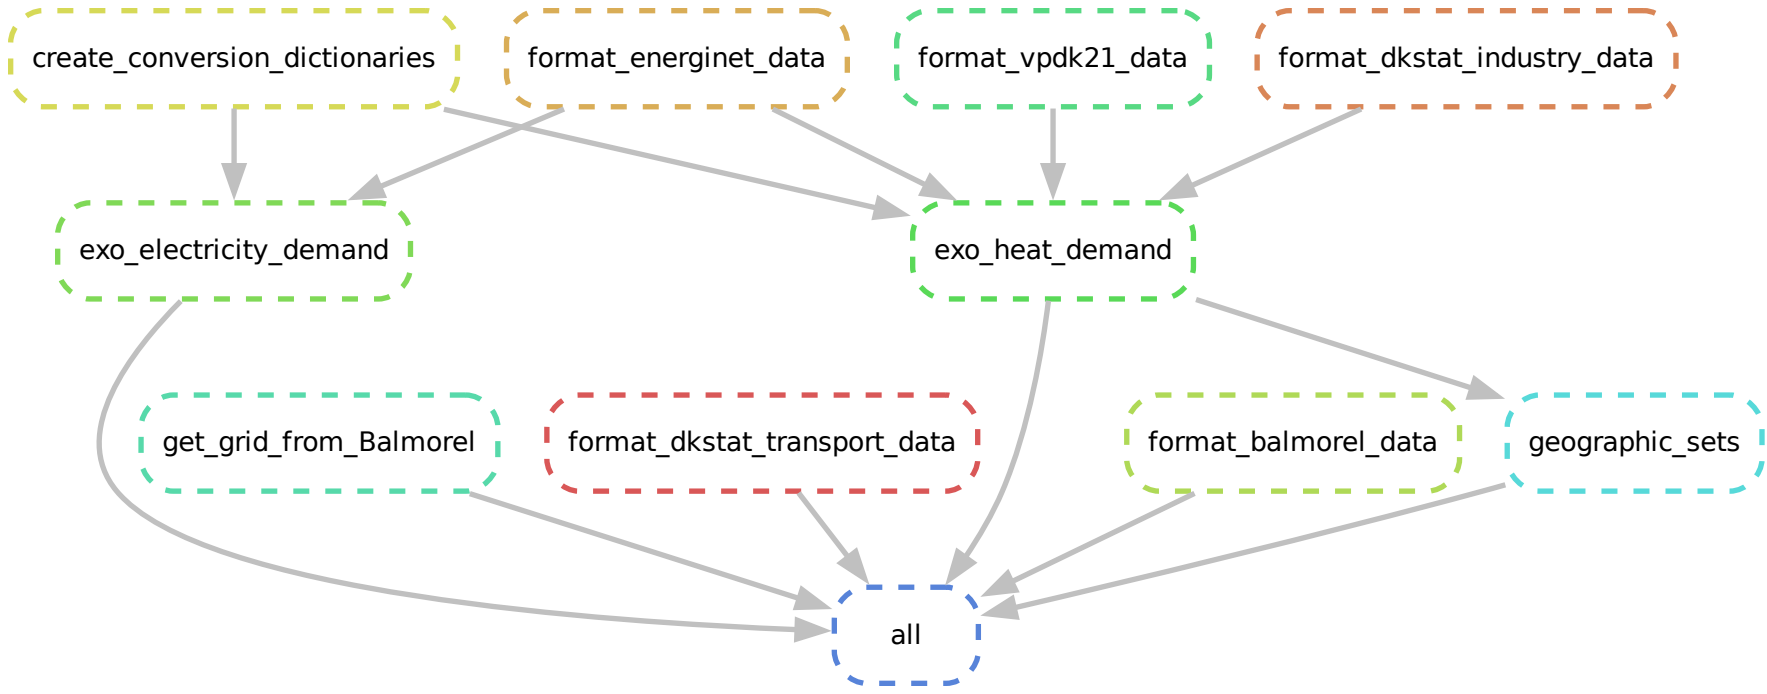 create_conversion_dictionaries
format_energinet_data
format_vpdk21_data
format_dkstat_industry_data
exo_electricity_demand
exo_heat_demand
get_grid_from_Balmorel
format_dkstat_transport_data
format_balmorel_data
geographic_sets
all